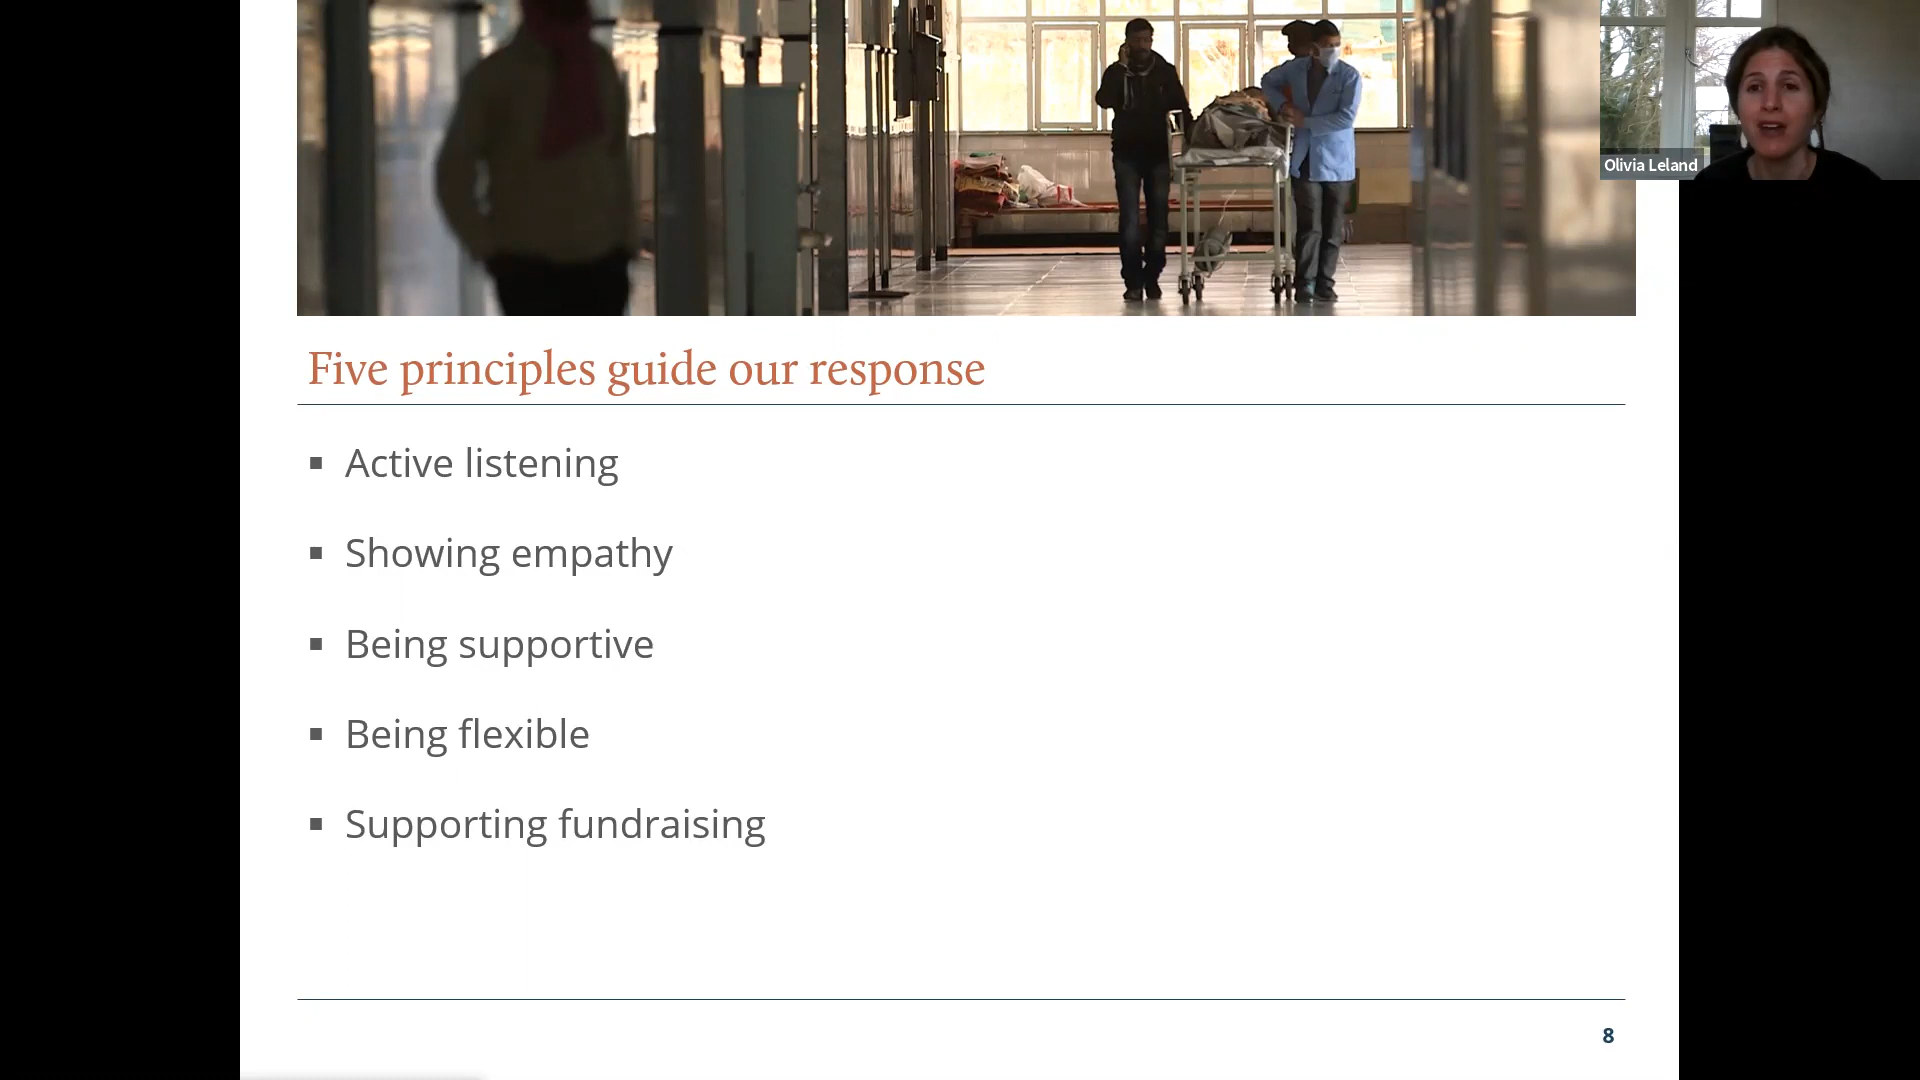 Olivia Leland
Five principles guide our response
▪ Active listening
▪ Showing empathy
▪ Being supportive
▪ Being flexible
▪ Supporting fundraising
8